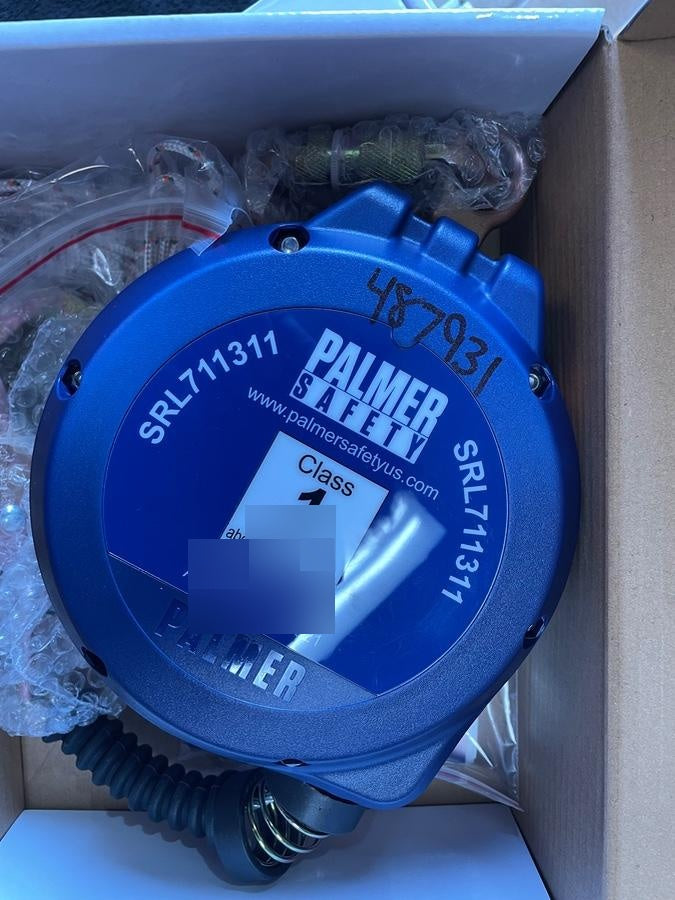 487931
SRL711311
PALMER
SAFETY
www.palmersafetyus.com
SRL711311
Class
1
PALMER